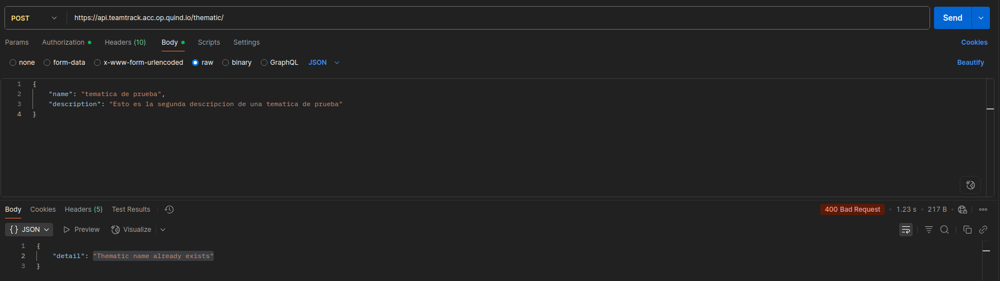 POST https://api.teamtrack.acc.op.quind.io/thematic/ Send
Params Authorization Headers (10) Body Scripts Settings Cookies
none form-data x-www-form-urlencoded raw binary GraphQL JSON Beautify
1 {
2 "name": "tematica de prueba",
3 "description": "Esto es la segunda descripcion de una tematica de prueba"
4 }
Body Cookies Headers (5) Test Results 400 Bad Request • 1.23 s • 217 B
{} JSON Preview Visualize
1 {
2 "detail": "Thematic name already exists"
3 }